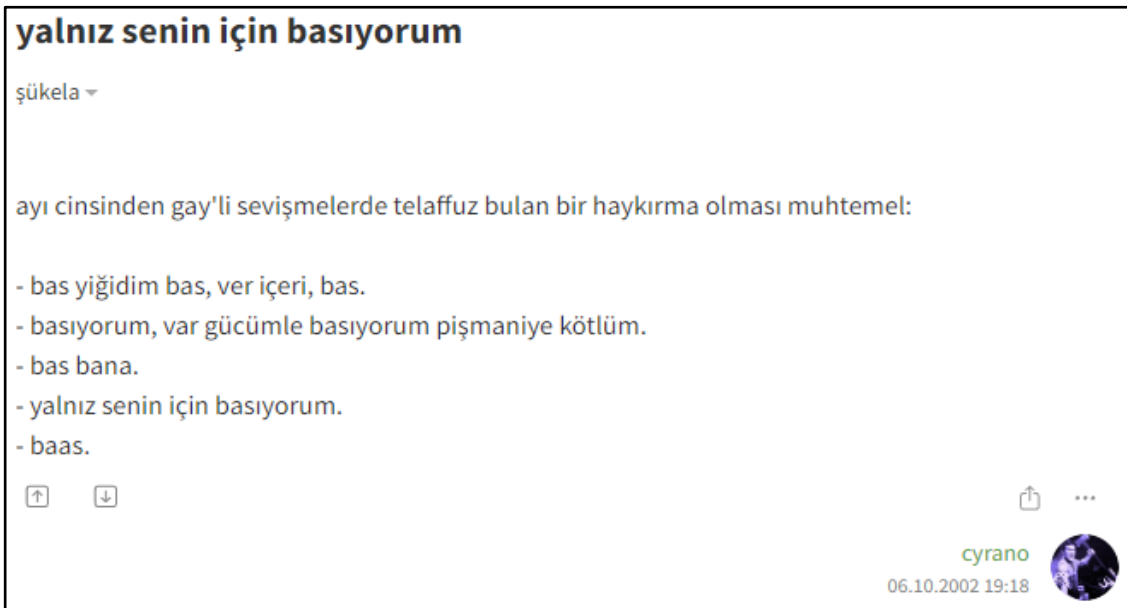 yalnız senin için basıyorum
şükela
ayı cinsinden gay'li sevişmelerde telaffuz bulan bir haykırma olması muhtemel:
- bas yiğidim bas, ver içeri, bas.
- basıyorum, var gücümle basıyorum pişmaniye kötlüm.
- bas bana.
- yalnız senin için basıyorum.
- baas.
cyrano
06.10.2002 19:18